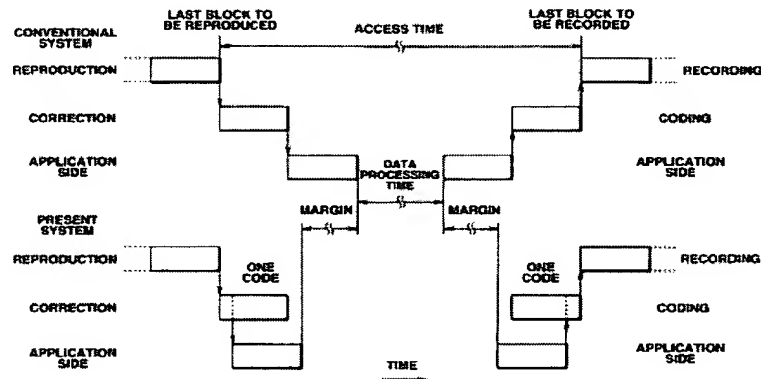 LAST BLOCK TO
BE REPRODUCED
LAST BLOCK TO
BE RECORDED
CONVENTIONAL
SYSTEM
ACCESS TIME
REPRODUCTION
RECORDING
CORRECTION
CODING
APPLICATION
SIDE
DATA
PROCESSING
TIME
APPLICATION
SIDE
MARGIN
MARGIN
PRESENT
SYSTEM
REPRODUCTION
RECORDING
ONE
CODE
ONE
CODE
CORRECTION
CODING
APPLICATION
SIDE
APPLICATION
SIDE
TIME